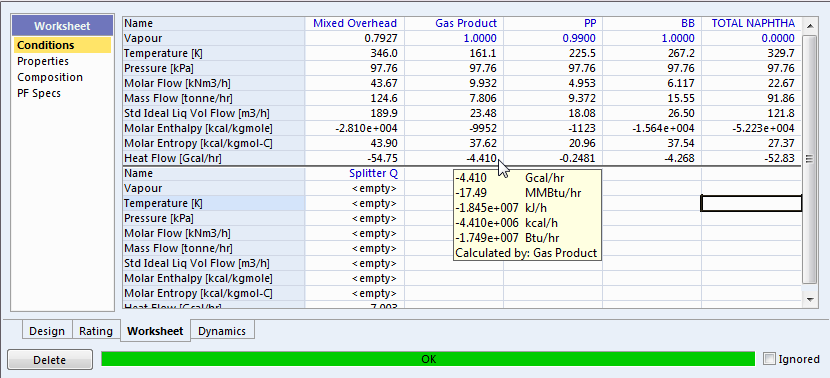 Worksheet
Conditions
Properties
Composition
PF Specs
Name Mixed Overhead Gas Product PP BB TOTAL NAPHTHA
Vapour 0.7927 1.0000 0.9900 1.0000 0.0000
Temperature [K] 346.0 161.1 225.5 267.2 329.7
Pressure [kPa] 97.76 97.76 97.76 97.76 97.76
Molar Flow [kNm3/h] 43.67 9.932 4.953 6.117 22.67
Mass Flow [tonne/hr] 124.6 7.806 9.372 15.55 91.86
Std Ideal Liq Vol Flow [m3/h] 189.9 23.48 18.08 26.50 121.8
Molar Enthalpy [kcal/kgmole] -2.810e+004 -9952 -1123 -1.564e+004 -5.223e+004
Molar Entropy [kcal/kgmol-C] 43.90 37.62 20.96 37.54 27.37
Heat Flow [Gcal/hr] -54.75 -4.410 -0.2481 -4.268 -52.83
Name Splitter Q
Vapour <empty>
Temperature [K] <empty>
Pressure [kPa] <empty>
Molar Flow [kNm3/h] <empty>
Mass Flow [tonne/hr] <empty>
Std Ideal Liq Vol Flow [m3/h] <empty>
Molar Enthalpy [kcal/kgmole] <empty>
Molar Entropy [kcal/kgmol-C] <empty>
Heat Flow [Gcal/hr] -7.003
-4.410 Gcal/hr
-17.49 MMBtu/hr
-1.845e+007 kJ/h
-4.410e+006 kcal/h
-1.749e+007 Btu/hr
Calculated by: Gas Product
Design Rating Worksheet Dynamics
Delete OK Ignored